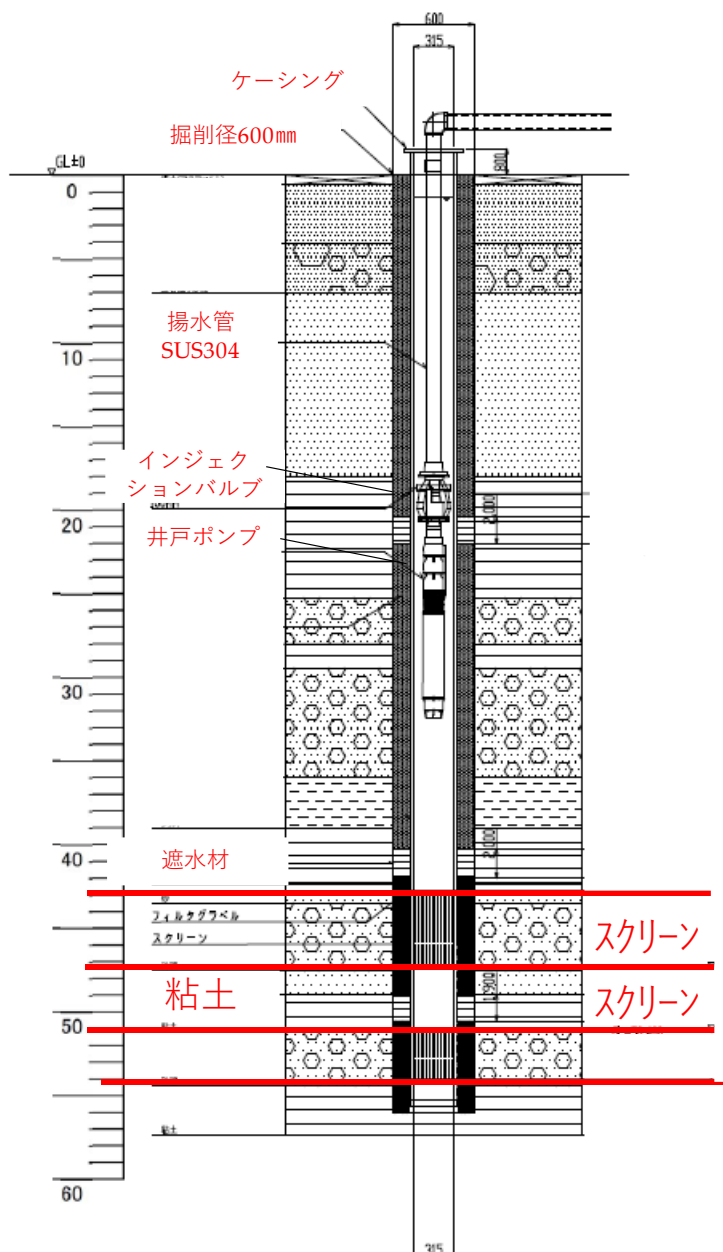 600
315
ケーシング
掘削径600㎜
800
GL±0
0
揚水管
SUS304
10
インジェク
ションバルブ
2,000
20
井戸ポンプ
30
2,000
40
遮水材
フィルタグラベル
スクリーン
スクリーン
粘土
1,900
スクリーン
50
粘土
粘土
60
315